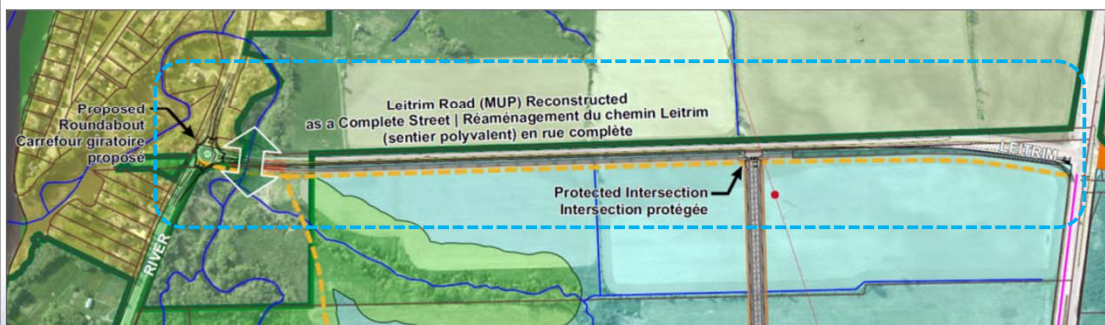 Proposed
Roundabout
Carrefour giratoire
proposé
Leitrim Road (MUP) Reconstructed
as a Complete Street | Réaménagement du chemin Leitrim
(sentier polyvalent) en rue complète
LEITRIM
Protected Intersection
Intersection protégée
RIVER